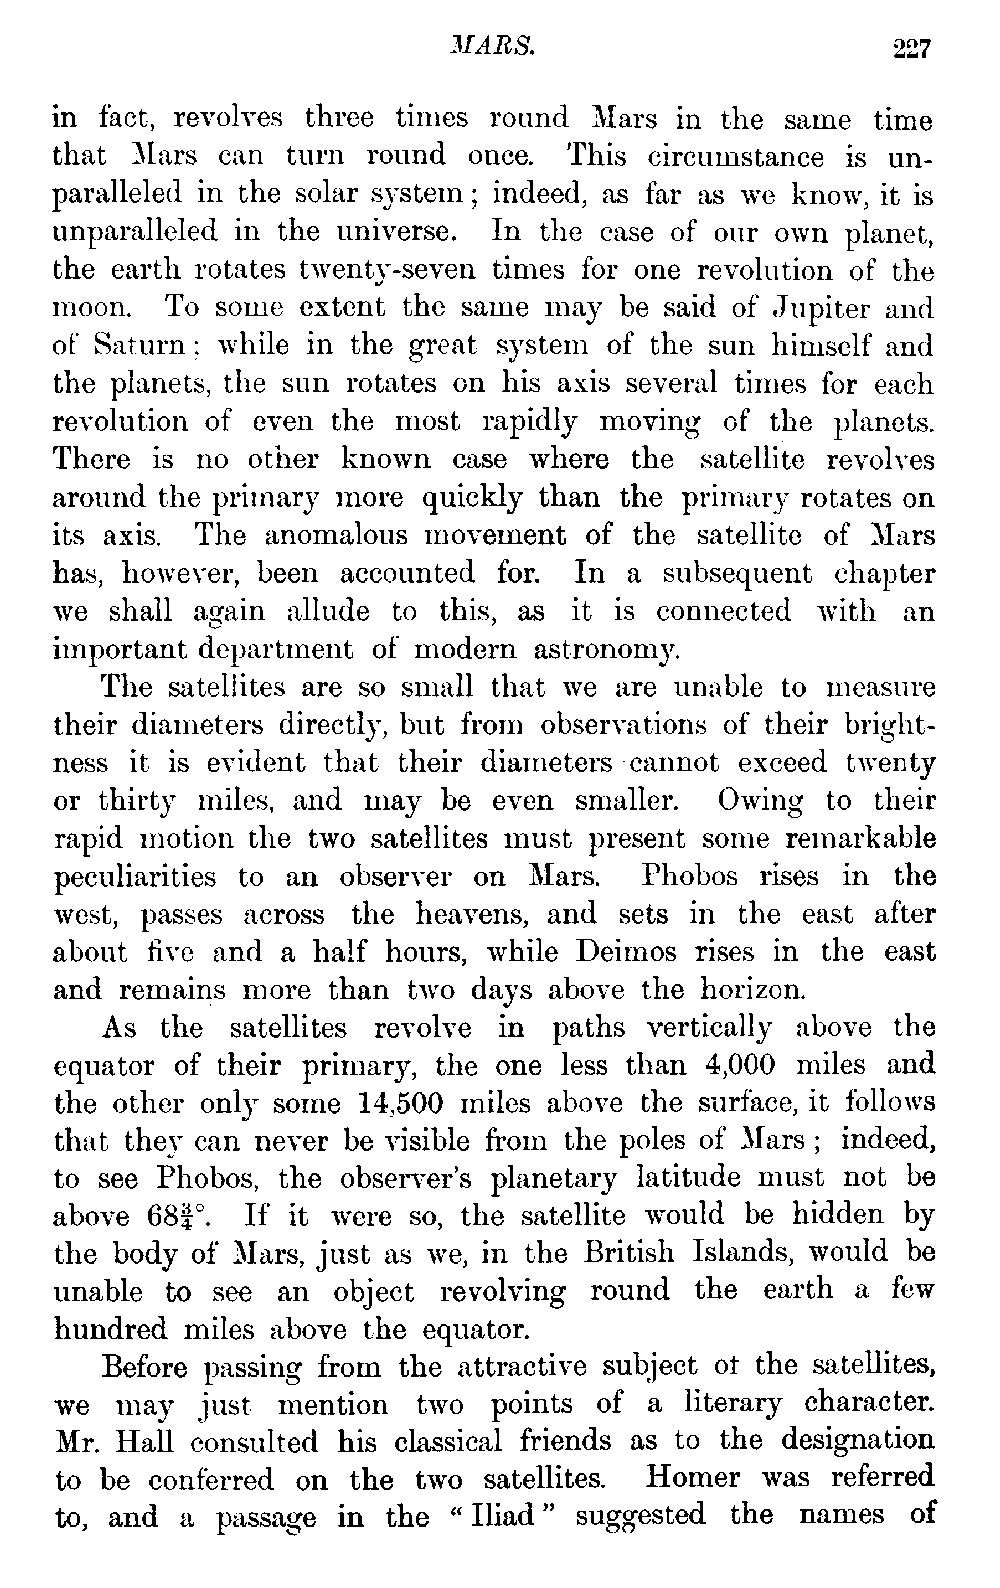 MARS. 227
in fact, revolves three times round Mars in the same time
that Mars can turn round once. This circumstance is un-
paralleled in the solar system; indeed, as far as we know, it is
unparalleled in the universe. In the case of our own planet,
the earth rotates twenty-seven times for one revolution of the
moon. To some extent the same may be said of Jupiter and
of Saturn; while in the great system of the sun himself and
the planets, the sun rotates on his axis several times for each
revolution of even the most rapidly moving of the planets.
There is no other known case where the satellite revolves
around the primary more quickly than the primary rotates on
its axis. The anomalous movement of the satellite of Mars
has, however, been accounted for. In a subsequent chapter
we shall again allude to this, as it is connected with an
important department of modern astronomy.
The satellites are so small that we are unable to measure
their diameters directly, but from observations of their bright-
ness it is evident that their diameters cannot exceed twenty
or thirty miles, and may be even smaller. Owing to their
rapid motion the two satellites must present some remarkable
peculiarities to an observer on Mars. Phobos rises in the
west, passes across the heavens, and sets in the east after
about five and a half hours, while Deimos rises in the east
and remains more than two days above the horizon.
As the satellites revolve in paths vertically above the
equator of their primary, the one less than 4,000 miles and
the other only some 14,500 miles above the surface, it follows
that they can never be visible from the poles of Mars; indeed,
to see Phobos, the observer's planetary latitude must not be
above 68¾°. If it were so, the satellite would be hidden by
the body of Mars, just as we, in the British Islands, would be
unable to see an object revolving round the earth a few
hundred miles above the equator.
Before passing from the attractive subject of the satellites,
we may just mention two points of a literary character.
Mr. Hall consulted his classical friends as to the designation
to be conferred on the two satellites. Homer was referred
to, and a passage in the "Iliad" suggested the names of